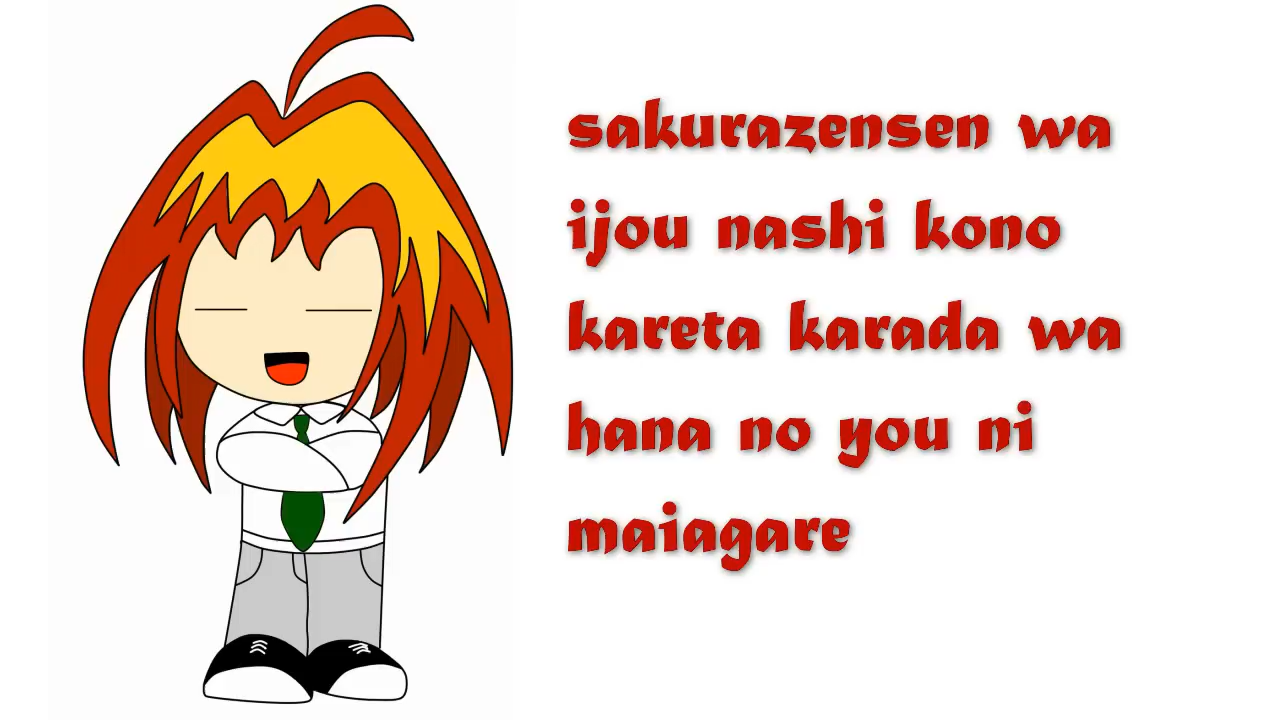 sakurazensen wa
ijou nashi kono
kareta karada wa
hana no you ni
maiagare